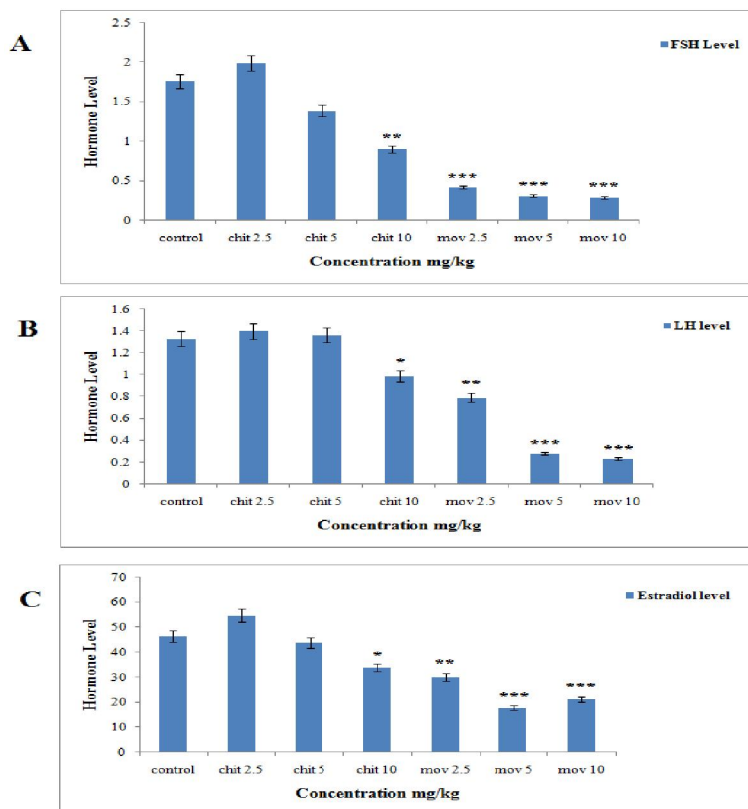 A
FSH Level
Hormone Level
2.5
2
1.5
1
0.5
0
**
***
***
***
control chit 2.5 chit 5 chit 10 mov 2.5 mov 5 mov 10
Concentration mg/kg
B
LH level
Hormone Level
1.6
1.4
1.2
1
0.8
0.6
0.4
0.2
0
*
**
***
***
control chit 2.5 chit 5 chit 10 mov 2.5 mov 5 mov 10
Concentration mg/kg
C
Estradiol level
Hormone Level
70
60
50
40
30
20
10
0
*
**
***
***
control chit 2.5 chit 5 chit 10 mov 2.5 mov 5 mov 10
Concentration mg/kg